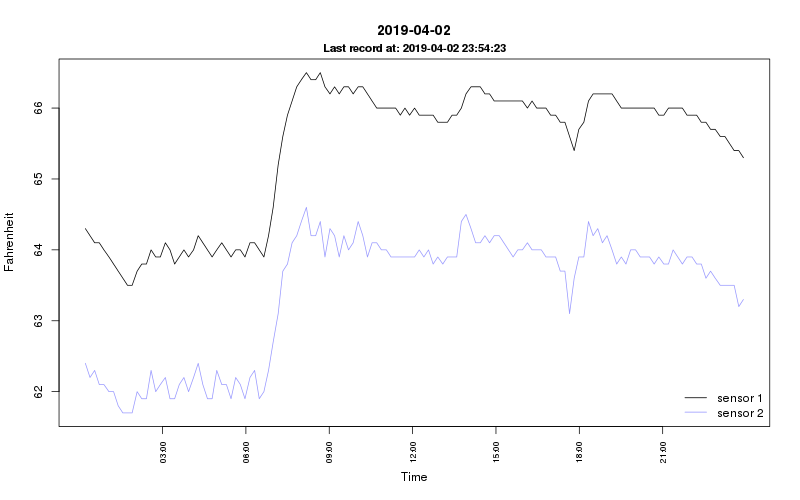 2019-04-02
Last record at: 2019-04-02 23:54:23
Fahrenheit
66
65
64
63
62
sensor 1
sensor 2
03:00 06:00 09:00 12:00 15:00 18:00 21:00
Time